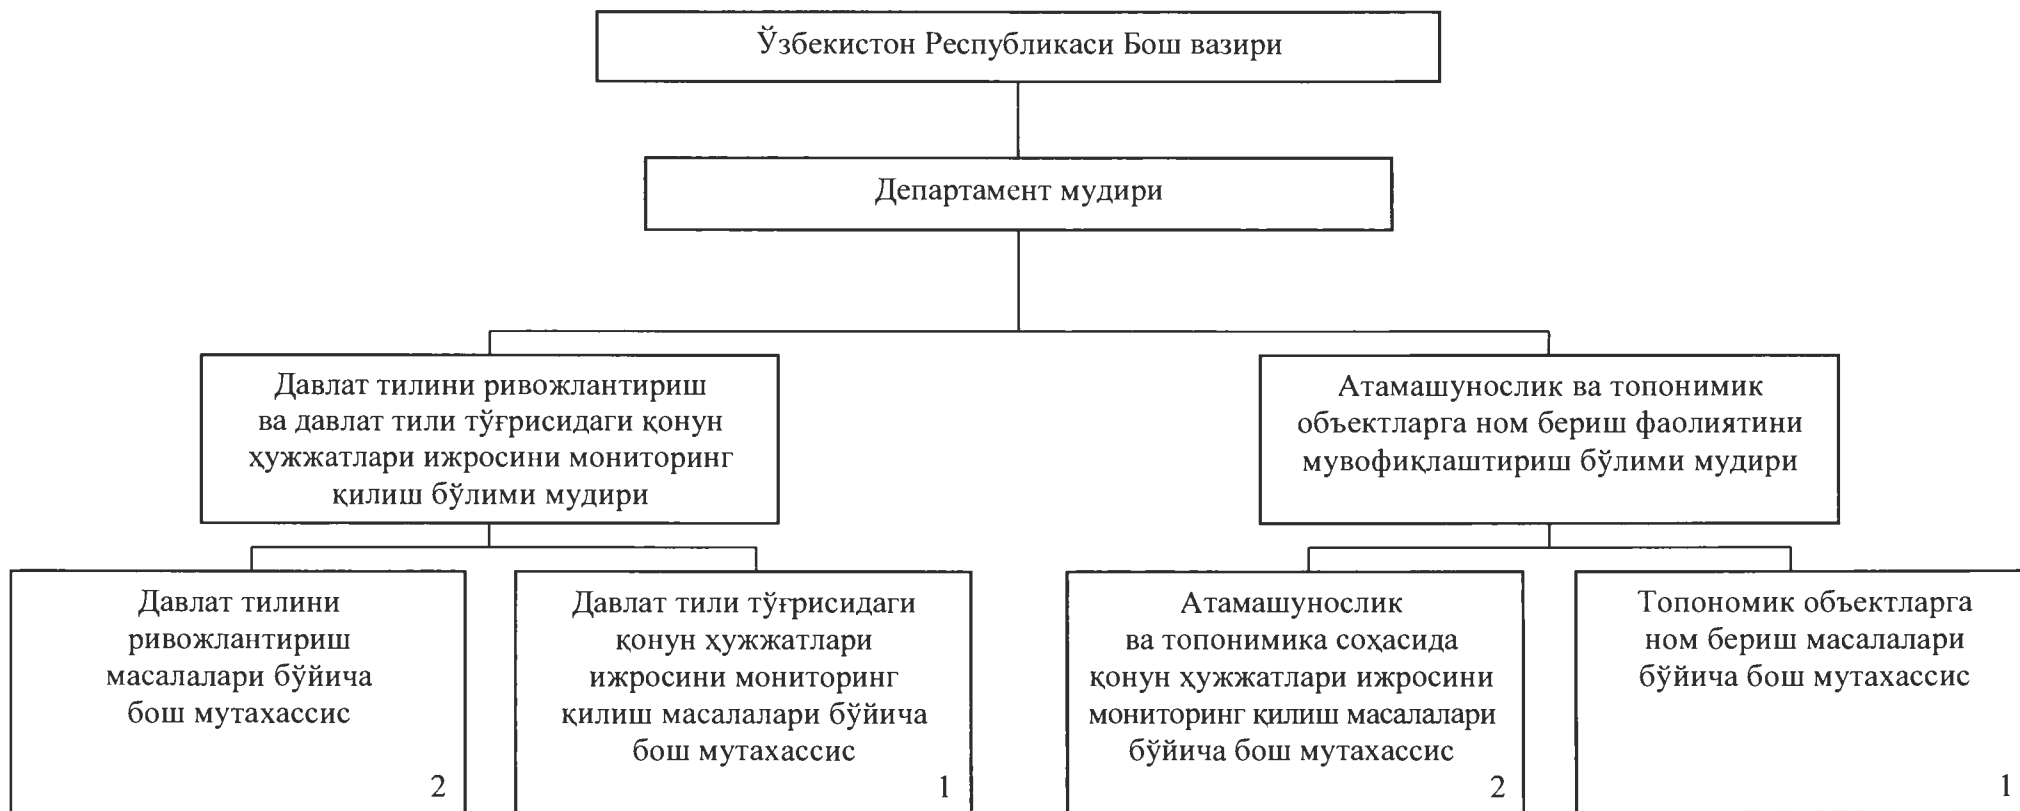 Ўзбекистон Республикаси Бош вазири
Департамент мудири
Давлат тилини ривожлантириш
ва давлат тили тўғрисидаги қонун
ҳужжатлари ижросини мониторинг
қилиш бўлими мудири
Атамашунослик ва топонимик
объектларга ном бериш фаолиятини
мувофиқлаштириш бўлими мудири
Давлат тилини
ривожлантириш
масалалари бўйича
бош мутахассис
2
Давлат тили тўғрисидаги
қонун ҳужжатлари
ижросини мониторинг
қилиш масалалари бўйича
бош мутахассис
1
Атамашунослик
ва топонимика соҳасида
қонун ҳужжатлари ижросини
мониторинг қилиш масалалари
бўйича бош мутахассис
2
Топономик объектларга
ном бериш масалалари
бўйича бош мутахассис
1